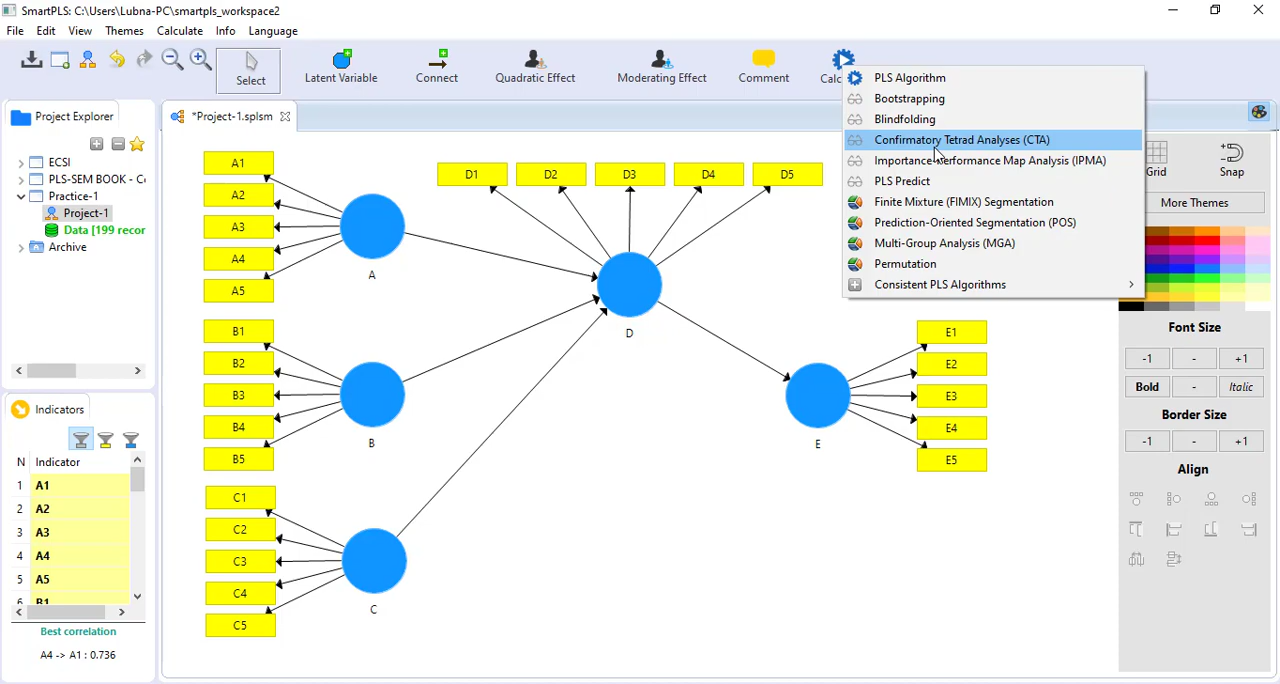 SmartPLS: C:\Users\Lubna-PC\smartpls_workspace2
File Edit View Themes Calculate Info Language
Select
Latent Variable
Connect
Quadratic Effect
Moderating Effect
Comment
Calc
PLS Algorithm
Bootstrapping
Blindfolding
Confirmatory Tetrad Analyses (CTA)
Importance-Performance Map Analysis (IPMA)
PLS Predict
Finite Mixture (FIMIX) Segmentation
Prediction-Oriented Segmentation (POS)
Multi-Group Analysis (MGA)
Permutation
Consistent PLS Algorithms
Project Explorer
ECSI
PLS-SEM BOOK - C
Practice-1
Project-1
Data [199 recor
Archive
Indicators
N Indicator
1 A1
2 A2
3 A3
4 A4
5 A5
6 B1
Best correlation
A4 -> A1 : 0.736
*Project-1.splsm
A1
A2
A3
A4
A5
A
B1
B2
B3
B4
B5
B
C1
C2
C3
C4
C5
C
D1 D2 D3 D4 D5
D
E1
E2
E3
E4
E5
E
Grid Snap
More Themes
Font Size
-1 - +1
Bold - Italic
Border Size
-1 - +1
Align